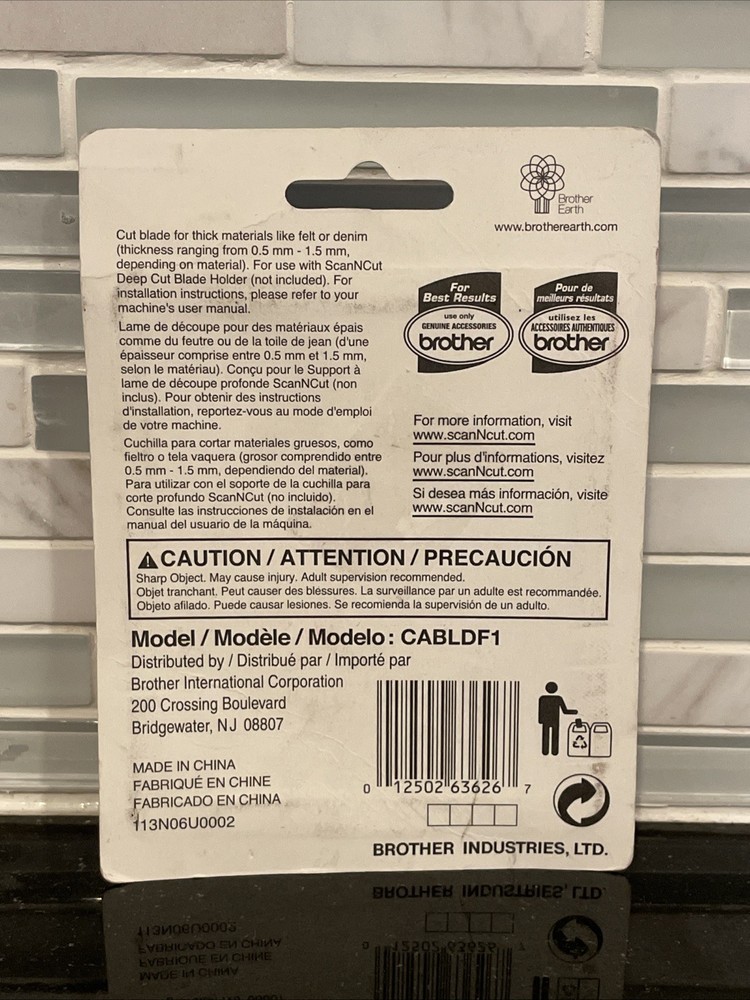 Brother
Earth
www.brotherearth.com
Cut blade for thick materials like felt or denim
(thickness ranging from 0.5 mm - 1.5 mm,
depending on material). For use with ScanNCut
Deep Cut Blade Holder (not included). For
installation instructions, please refer to your
machine's user manual.
Lame de découpe pour des matériaux épais
comme du feutre ou de la toile de jean (d'une
épaisseur comprise entre 0.5 mm et 1.5 mm,
selon le matériau). Conçu pour le Support à
lame de découpe profonde ScanNCut (non
inclus). Pour obtenir des instructions
d'installation, reportez-vous au mode d'emploi
de votre machine.
Cuchilla para cortar materiales gruesos, como
fieltro o tela vaquera (grosor comprendido entre
0.5 mm - 1.5 mm, dependiendo del material).
Para utilizar con el soporte de la cuchilla para
corte profundo ScanNCut (no incluido).
Consulte las instrucciones de instalación en el
manual del usuario de la máquina.
For
Best Results
use only
GENUINE ACCESSORIES
brother
Pour de
meilleurs résultats
utilisez les
ACCESSOIRES AUTHENTIQUES
brother
For more information, visit
www.scanNcut.com
Pour plus d'informations, visitez
www.scanNcut.com
Si desea más información, visite
www.scanNcut.com
CAUTION / ATTENTION / PRECAUCIÓN
Sharp Object. May cause injury. Adult supervision recommended.
Objet tranchant. Peut causer des blessures. La surveillance par un adulte est recommandée.
Objeto afilado. Puede causar lesiones. Se recomienda la supervisión de un adulto.
Model / Modèle / Modelo : CABLDF1
Distributed by / Distribué par / Importé par
Brother International Corporation
200 Crossing Boulevard
Bridgewater, NJ 08807
MADE IN CHINA
FABRIQUÉ EN CHINE
FABRICADO EN CHINA
113N06U0002
0 12502 63626 7
BROTHER INDUSTRIES, LTD.